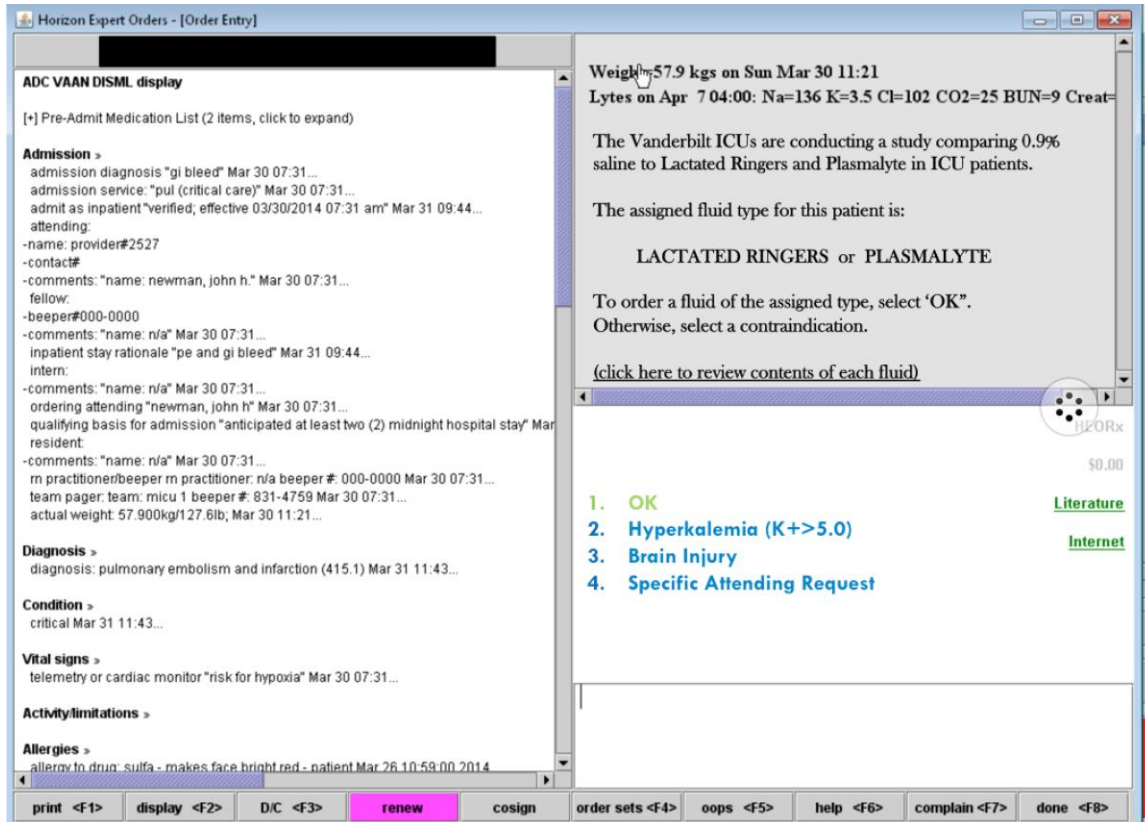 Horizon Expert Orders - [Order Entry]
ADC VAAN DISML display
[+] Pre-Admit Medication List (2 items, click to expand)
Admission »
admission diagnosis "gi bleed" Mar 30 07:31...
admission service: "pul (critical care)" Mar 30 07:31...
admit as inpatient "verified; effective 03/30/2014 07:31 am" Mar 31 09:44...
attending:
-name: provider#2527
-contact#
-comments: "name: newman, john h." Mar 30 07:31...
fellow:
-beeper#000-0000
-comments: "name: n/a" Mar 30 07:31...
inpatient stay rationale "pe and gi bleed" Mar 31 09:44...
intern:
-comments: "name: n/a" Mar 30 07:31...
ordering attending "newman, john h" Mar 30 07:31...
qualifying basis for admission "anticipated at least two (2) midnight hospital stay" Mar
resident:
-comments: "name: n/a" Mar 30 07:31...
rn practitioner/beeper rn practitioner: n/a beeper #: 000-0000 Mar 30 07:31...
team pager: team: micu 1 beeper #: 831-4759 Mar 30 07:31...
actual weight: 57.900kg/127.6lb; Mar 30 11:21...
Diagnosis »
diagnosis: pulmonary embolism and infarction (415.1) Mar 31 11:43...
Condition »
critical Mar 31 11:43...
Vital signs »
telemetry or cardiac monitor "risk for hypoxia" Mar 30 07:31...
Activity/limitations »
Allergies »
allergy to drug: sulfa - makes face bright red - patient Mar 26 10:59:00 2014
Weight=57.9 kgs on Sun Mar 30 11:21
Lytes on Apr 7 04:00: Na=136 K=3.5 Cl=102 CO2=25 BUN=9 Creat=
The Vanderbilt ICUs are conducting a study comparing 0.9%
saline to Lactated Ringers and Plasmalyte in ICU patients.
The assigned fluid type for this patient is:
LACTATED RINGERS or PLASMALYTE
To order a fluid of the assigned type, select ‘OK”.
Otherwise, select a contraindication.
(click here to review contents of each fluid)
HEORx
$0.00
1. OK
2. Hyperkalemia (K+>5.0)
3. Brain Injury
4. Specific Attending Request
Literature
Internet
print <F1> display <F2> D/C <F3> renew cosign order sets <F4> oops <F5> help <F6> complain <F7> done <F8>